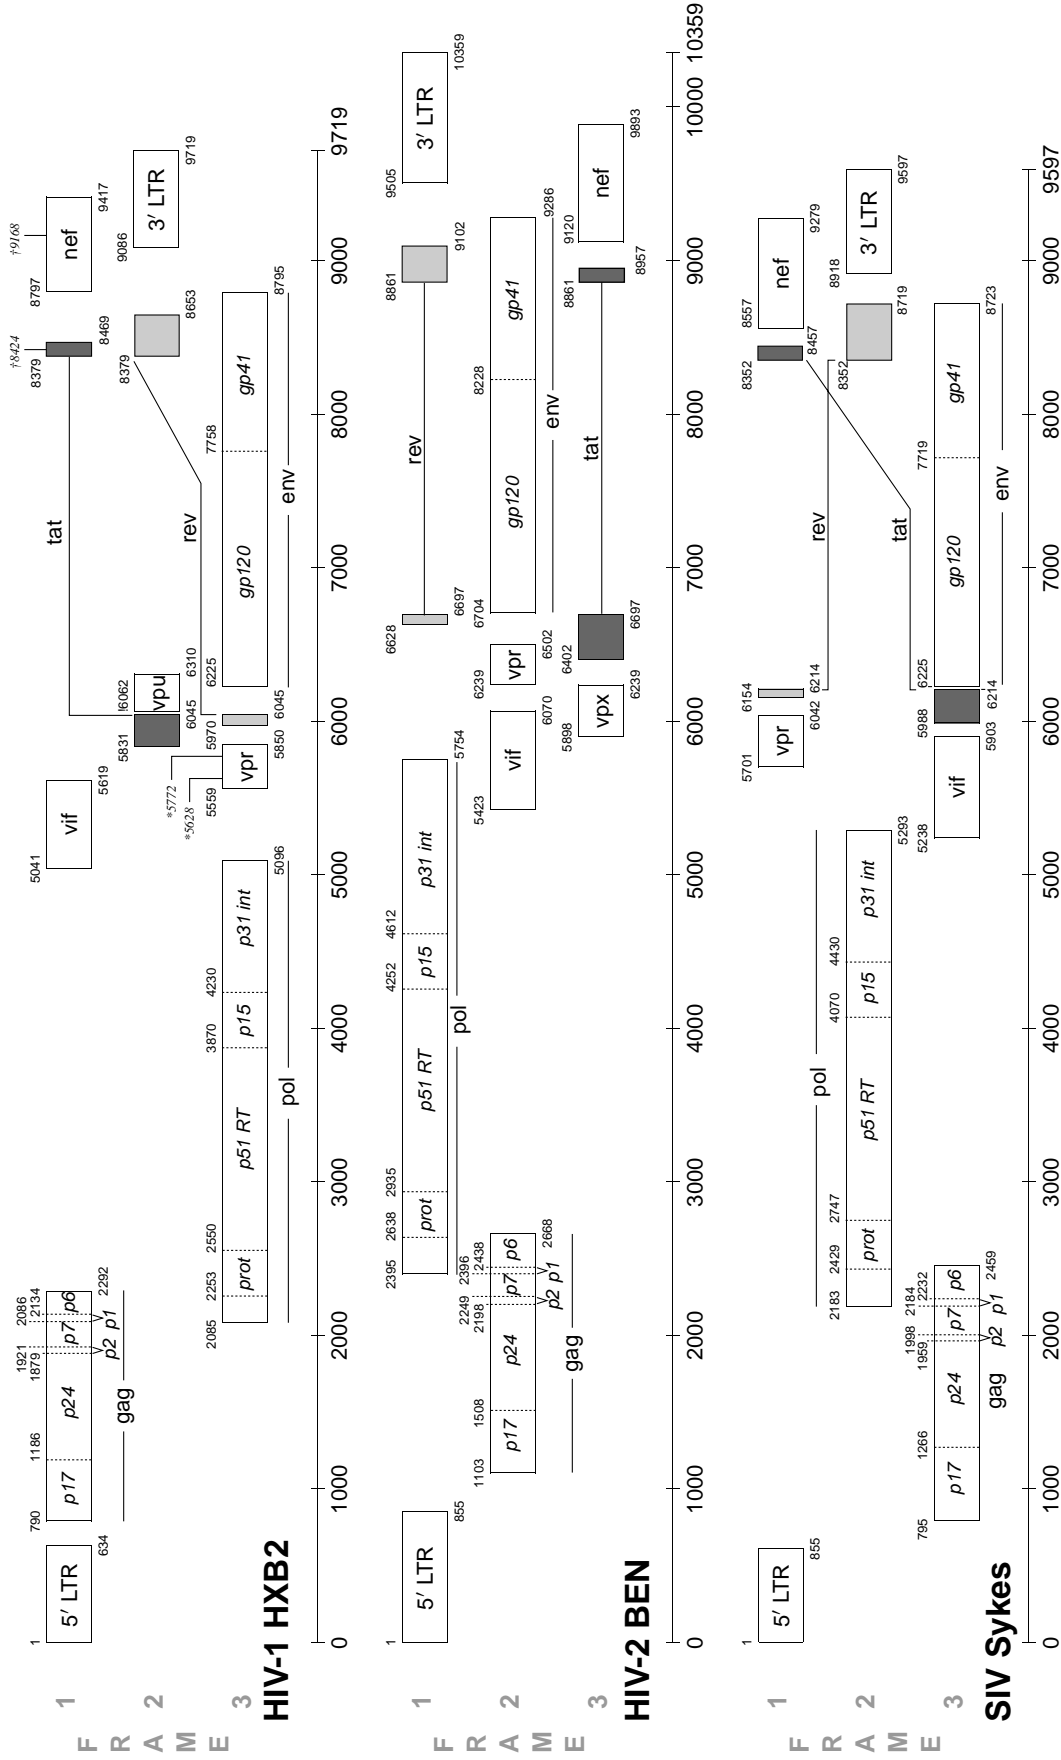 FRAME
1
2
3
HIV-1 HXB2
1
5′ LTR
634
790
p17
1186
p24
1879
1921
p2
p7
2086
2134
p1
p6
2292
gag
5041
vif
5619
tat
†8424
8379
8469
8797
nef
†9168
9417
5831
6045
6062
vpu
6310
8379
8653
9086
3′ LTR
9719
2085
2253
prot
2550
p51 RT
3870
p15
4230
p31 int
5096
pol
*5628
*5772
5559
vpr
5850
5970
6045
rev
6225
gp120
7758
gp41
8795
env
0
1000
2000
3000
4000
5000
6000
7000
8000
9000
9719
FRAME
1
2
3
HIV-2 BEN
1
5′ LTR
855
2395
2638
prot
2935
p51 RT
4252
p15
4612
p31 int
5754
pol
6628
6697
rev
8861
9102
9505
3′ LTR
10359
1103
p17
1508
p24
2198
2249
p2
p7
2396
2438
p1
p6
2668
gag
5423
vif
6070
6239
vpr
6502
6704
gp120
8228
gp41
9286
env
5898
vpx
6239
6402
6697
tat
8861
8957
9120
nef
9893
0
1000
2000
3000
4000
5000
6000
7000
8000
9000
10000
10359
FRAME
1
2
3
SIV Sykes
1
5′ LTR
855
5701
vpr
6042
6154
6214
rev
8352
8457
8557
nef
9279
pol
2183
2429
prot
2747
p51 RT
4070
p15
4430
p31 int
5293
8352
8719
8918
3′ LTR
9597
795
p17
1266
p24
1959
1998
p2
p7
2184
2232
p1
p6
2459
gag
5238
vif
5903
5988
6214
tat
6225
gp120
7719
gp41
8723
env
0
1000
2000
3000
4000
5000
6000
7000
8000
9000
9597